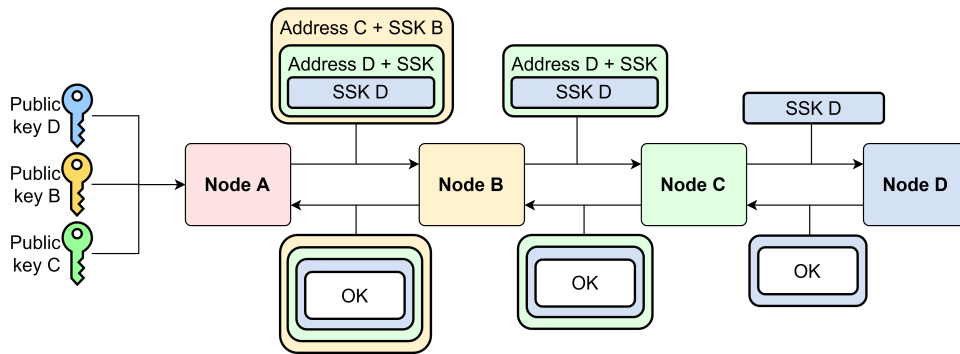 Address C + SSK B
Address D + SSK
SSK D
Address D + SSK
SSK D
SSK D
Public
key D
Public
key B
Public
key C
Node A
Node B
Node C
Node D
OK
OK
OK